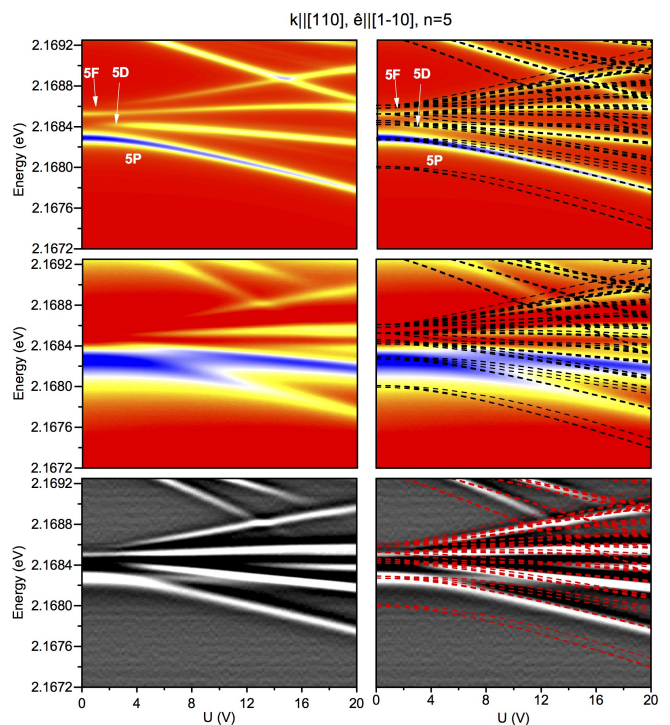 k||[110], ê||[1-10], n=5
2.1692
2.1688
2.1684
2.1680
2.1676
2.1672
Energy (eV)
5F
5D
5P
5F
5D
5P
2.1692
2.1688
2.1684
2.1680
2.1676
2.1672
Energy (eV)
2.1692
2.1688
2.1684
2.1680
2.1676
2.1672
Energy (eV)
0 4 8 12 16 20
0 4 8 12 16 20
U (V)
U (V)